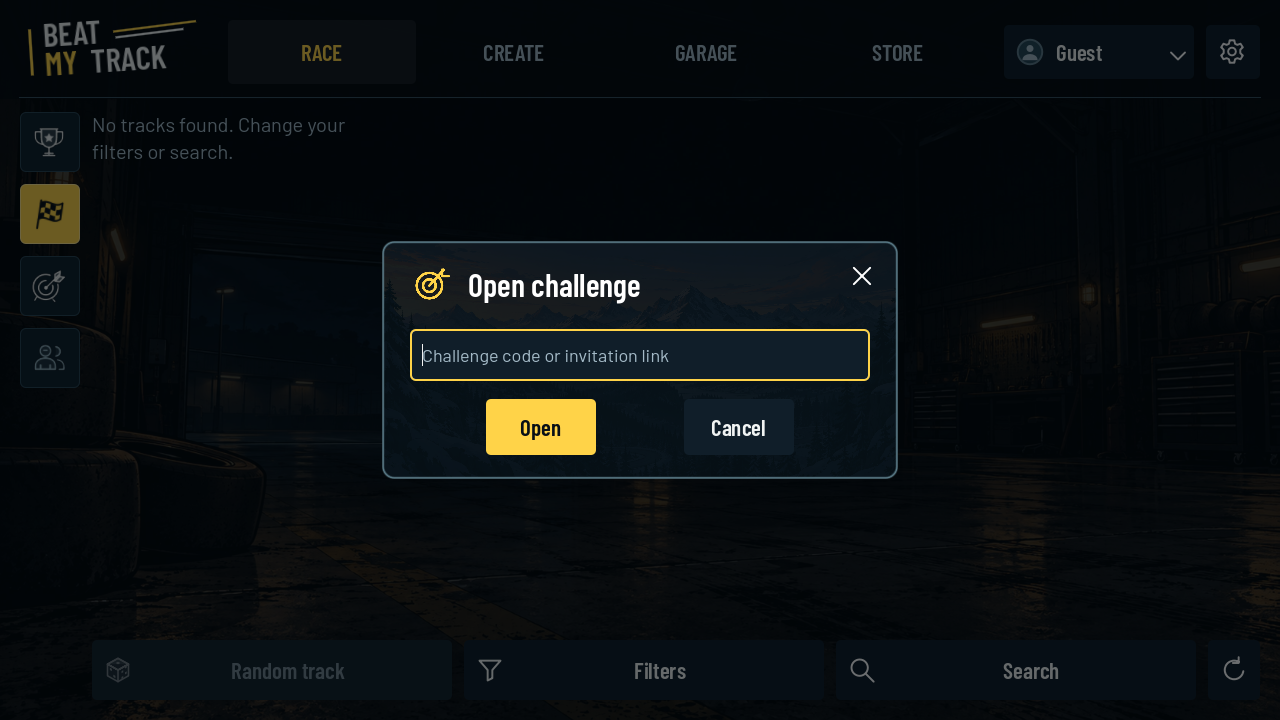 BEAT
MY TRACK
RACE
CREATE
GARAGE
STORE
Guest
No tracks found. Change your
filters or search.
Open challenge
Challenge code or invitation link
Open
Cancel
Random track
Filters
Search